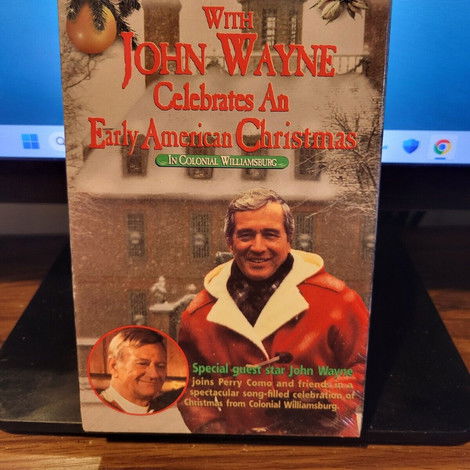 WITH
JOHN WAYNE
Celebrates An
Early American Christmas
IN COLONIAL WILLIAMSBURG
Special guest star John Wayne
Joins Perry Como and friends in a
spectacular song-filled celebration of
Christmas from Colonial Williamsburg.